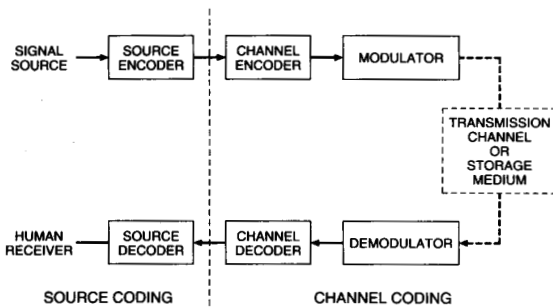 SIGNAL
SOURCE
SOURCE
ENCODER
CHANNEL
ENCODER
MODULATOR
TRANSMISSION
CHANNEL
OR
STORAGE
MEDIUM
HUMAN
RECEIVER
SOURCE
DECODER
CHANNEL
DECODER
DEMODULATOR
SOURCE CODING
CHANNEL CODING